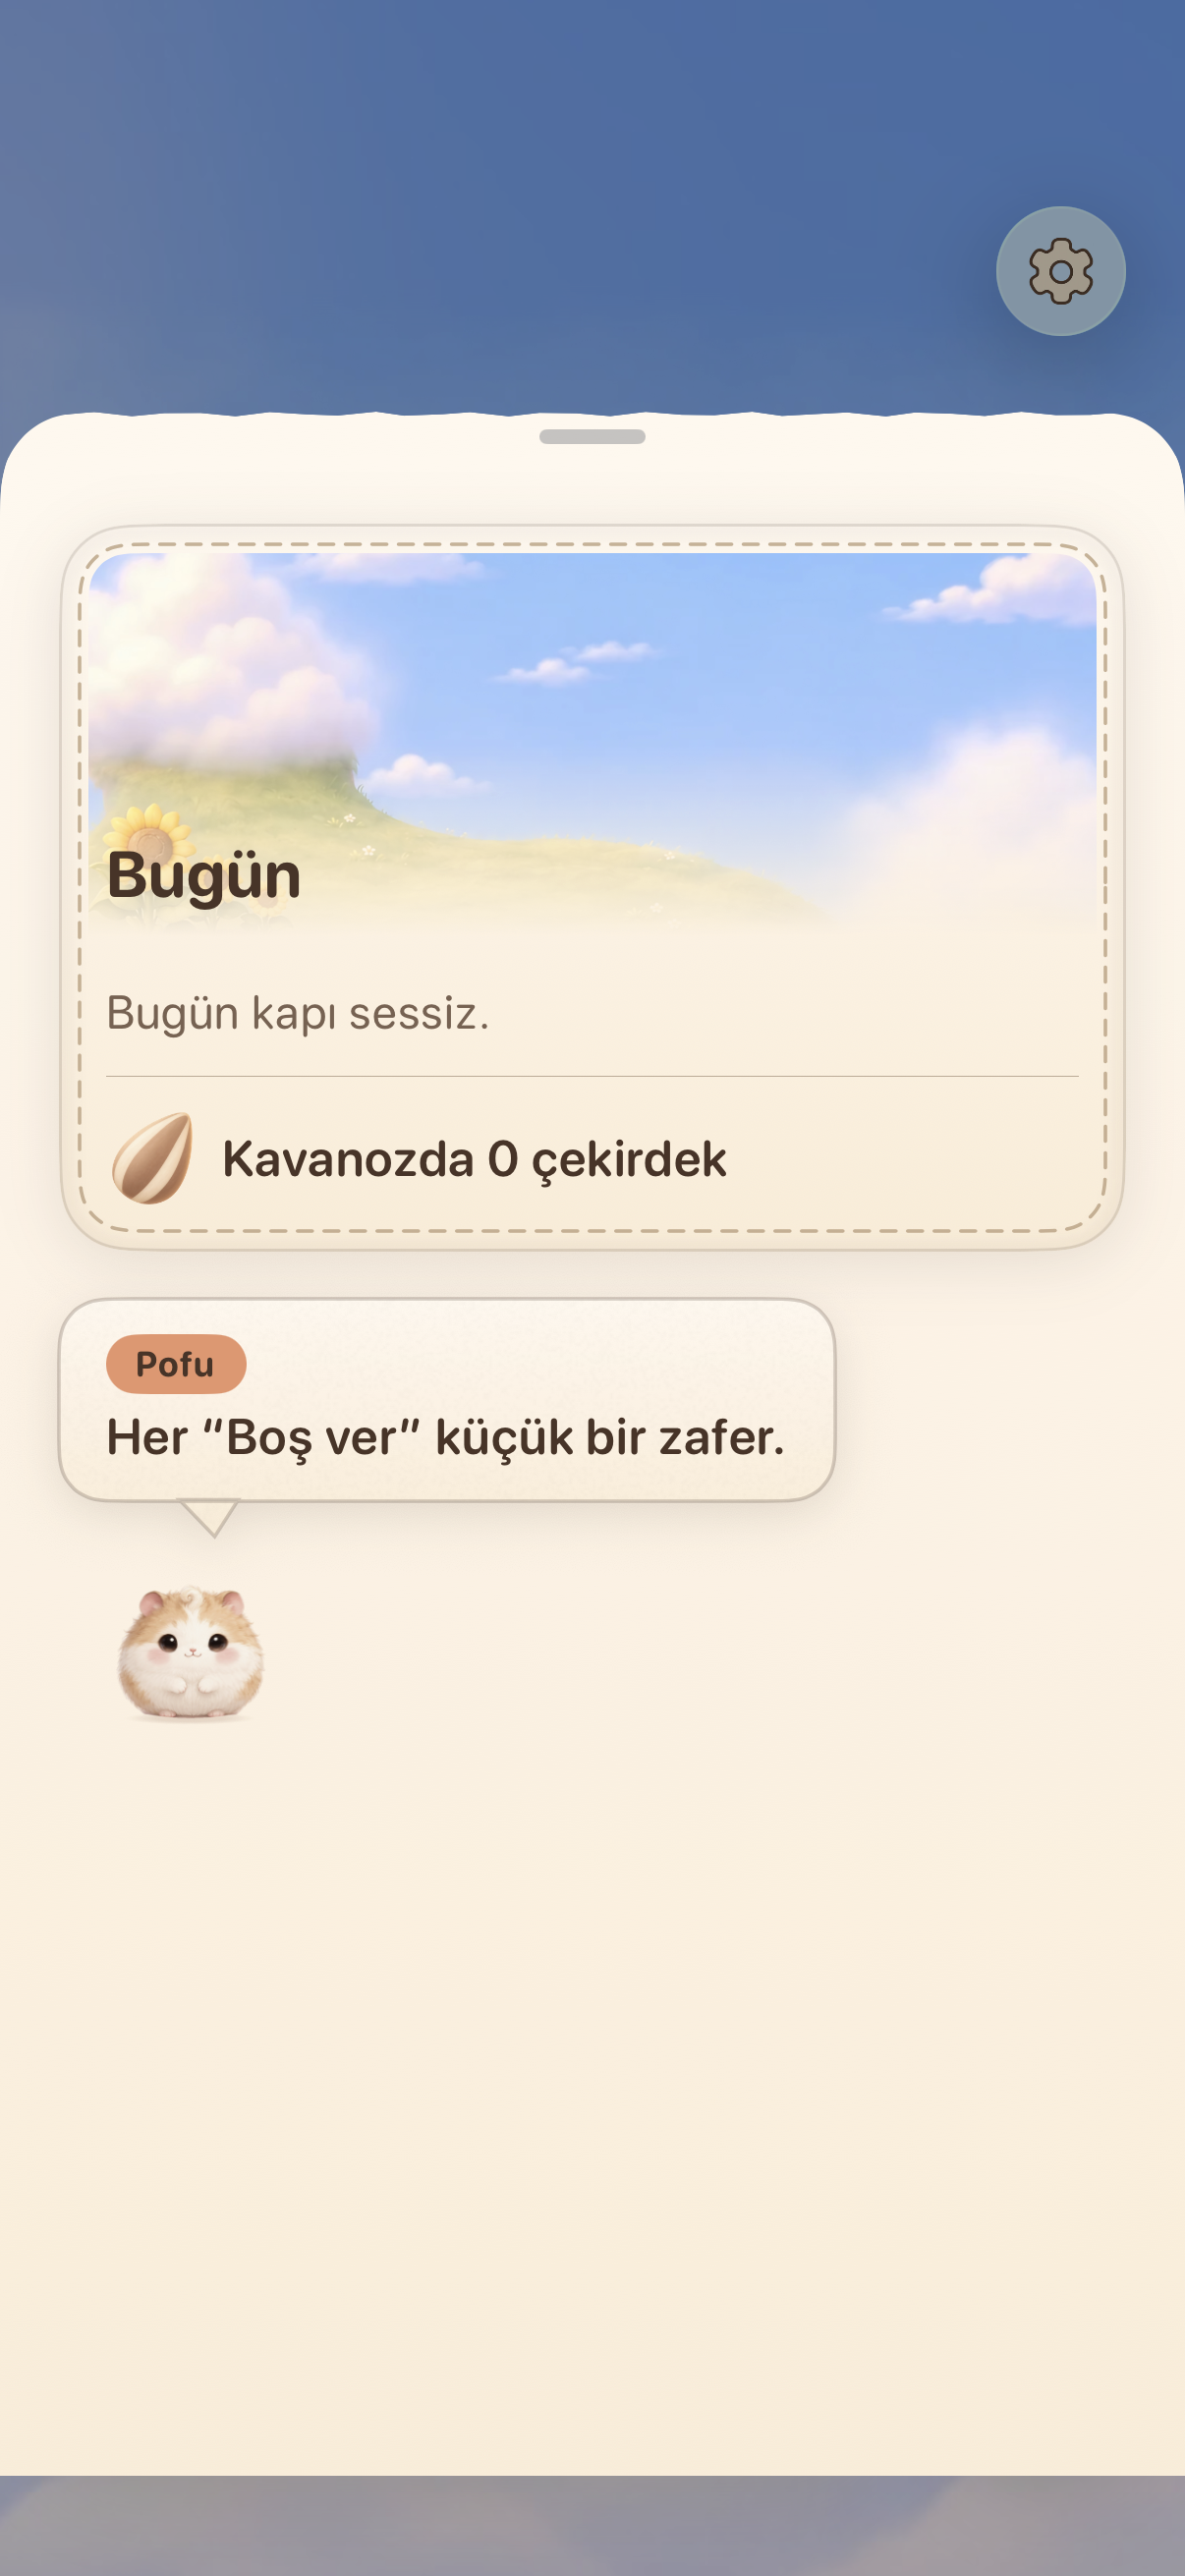 Bugün
Bugün kapı sessiz.
Kavanozda 0 çekirdek
Pofu
Her “Boş ver” küçük bir zafer.